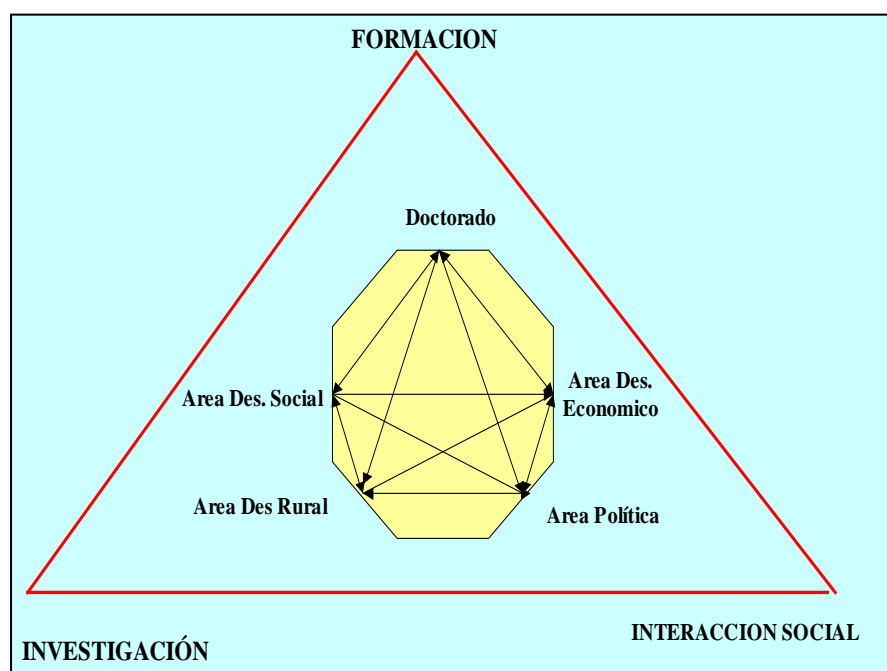 FORMACION
Doctorado
Area Des. Social
Area Des.
Economico
Area Des Rural
Area Política
INTERACCION SOCIAL
INVESTIGACIÓN